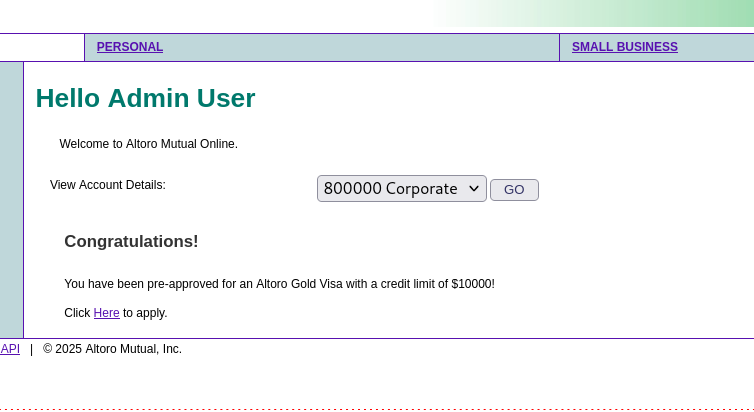 PERSONAL SMALL BUSINESS
Hello Admin User
Welcome to Altoro Mutual Online.
View Account Details: 800000 Corporate GO
Congratulations!
You have been pre-approved for an Altoro Gold Visa with a credit limit of $10000!
Click Here to apply.
API | © 2025 Altoro Mutual, Inc.